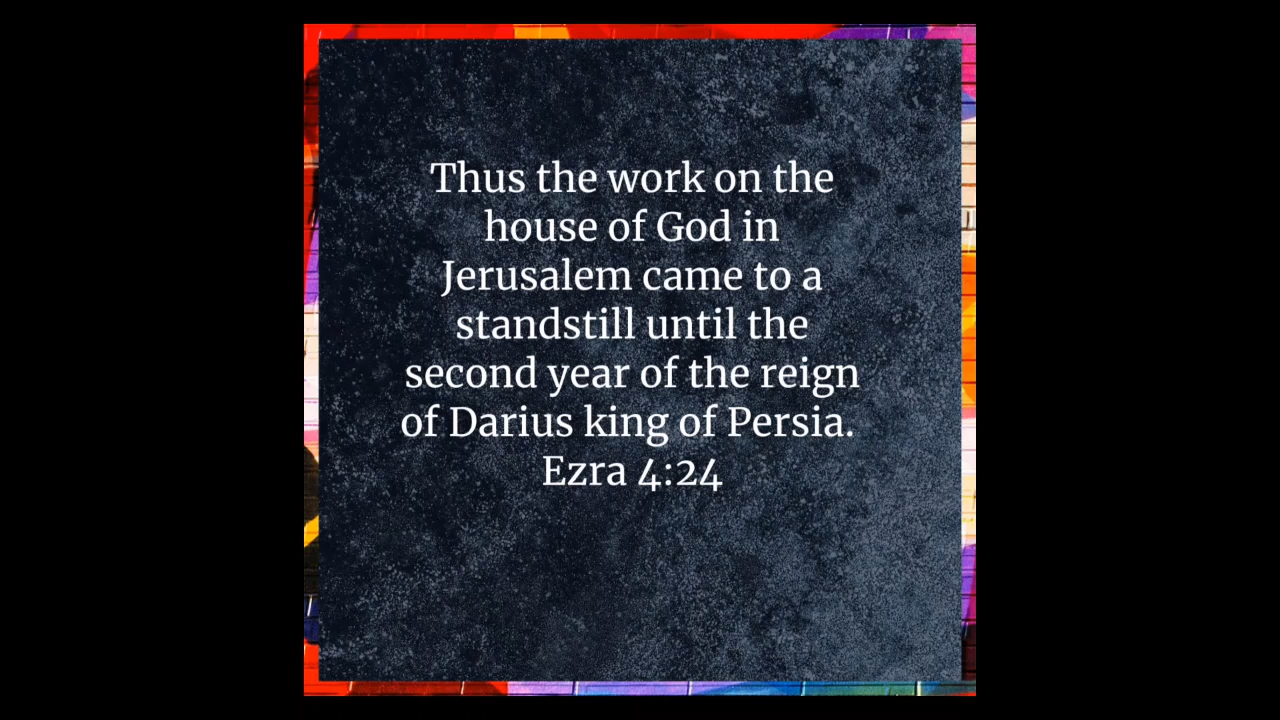 Thus the work on the
house of God in
Jerusalem came to a
standstill until the
second year of the reign
of Darius king of Persia.
Ezra 4:24